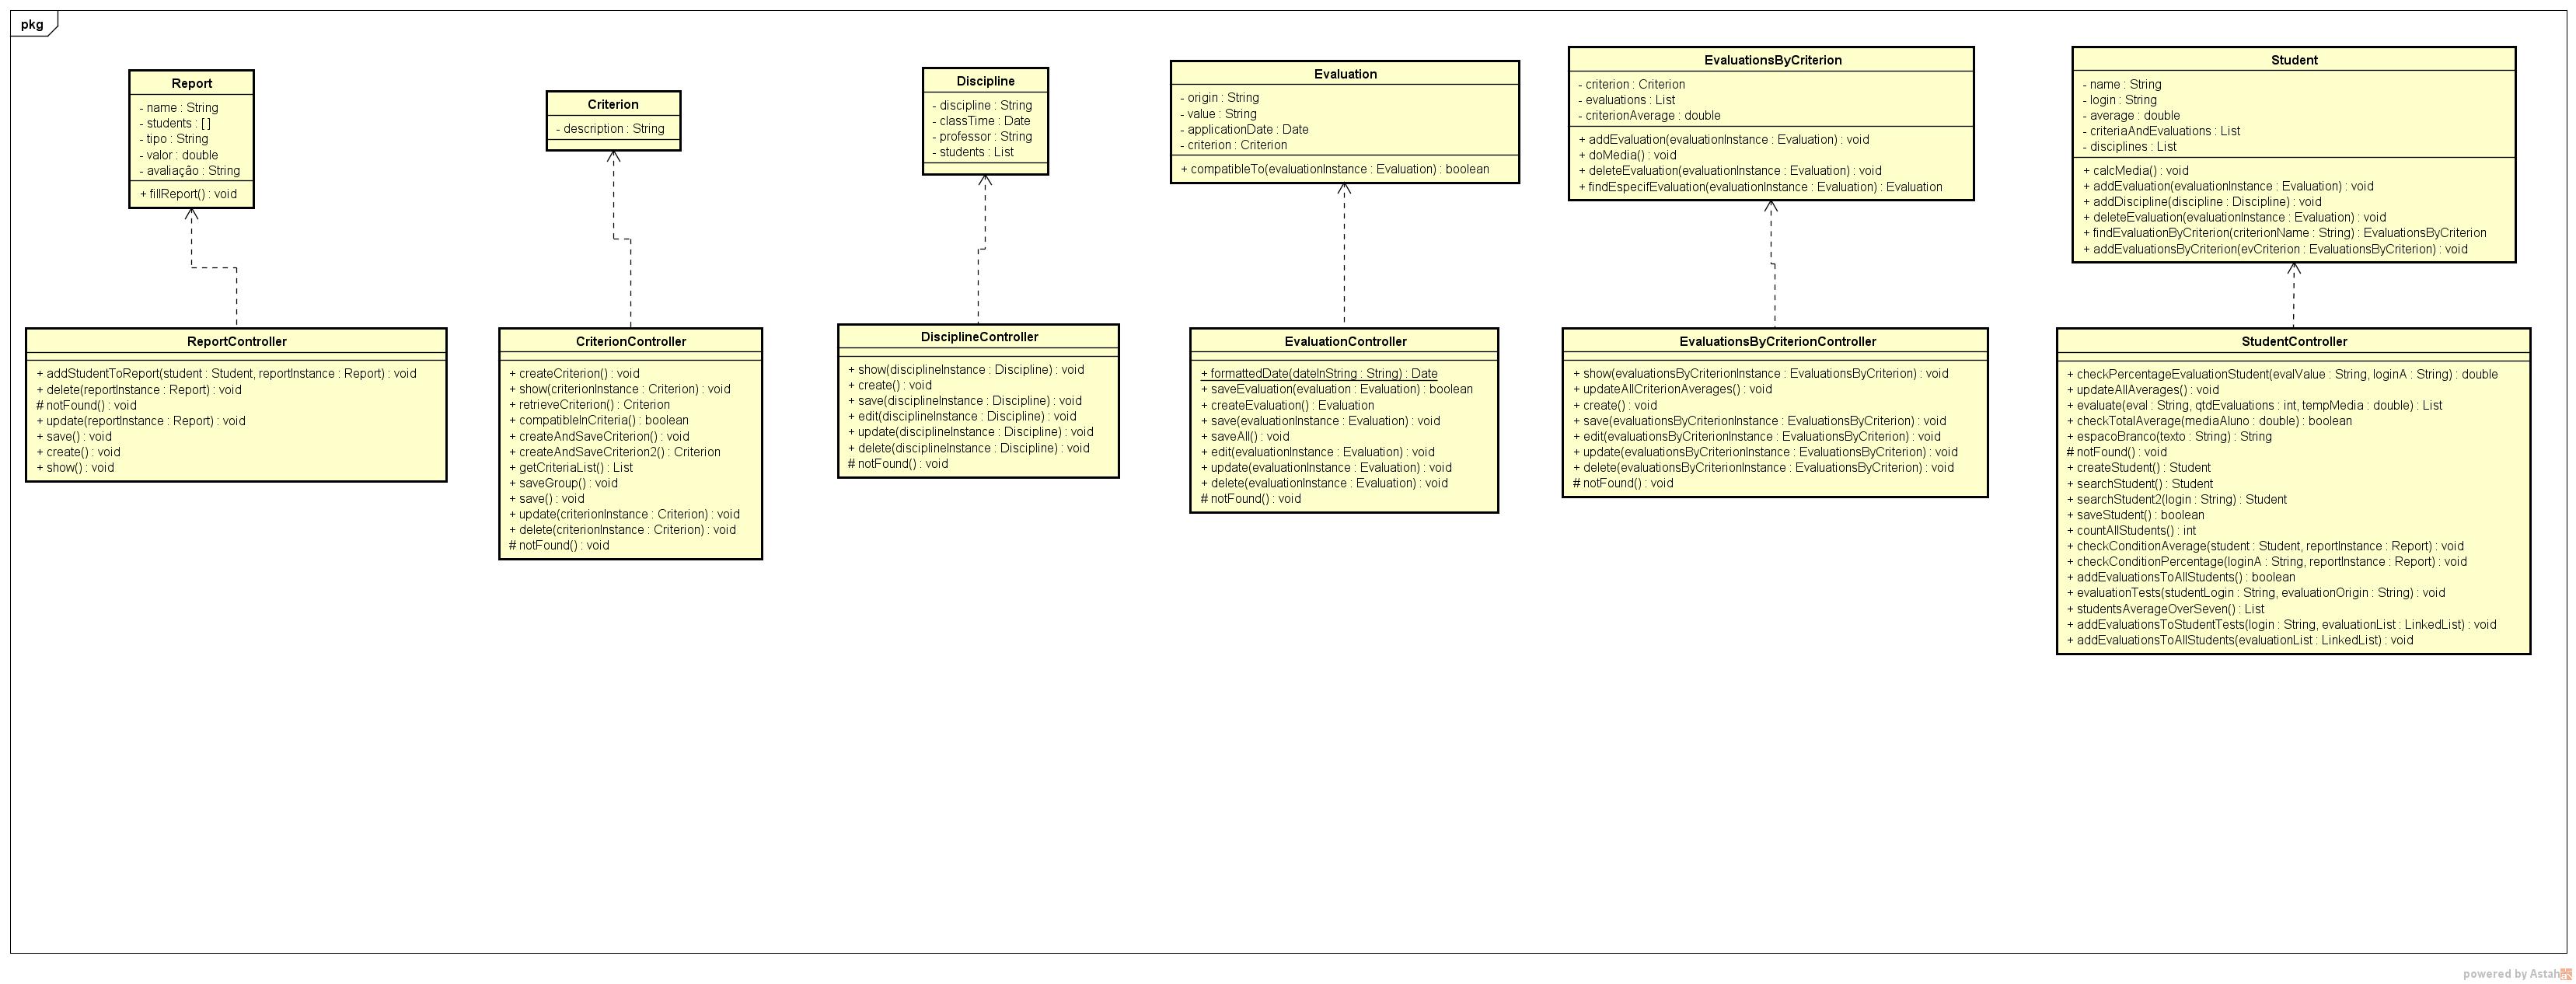 pkg
Report
- name : String
- students : [ ]
- tipo : String
- valor : double
- avaliação : String
+ fillReport() : void
Criterion
- description : String
Discipline
- discipline : String
- classTime : Date
- professor : String
- students : List
Evaluation
- origin : String
- value : String
- applicationDate : Date
- criterion : Criterion
+ compatibleTo(evaluationInstance : Evaluation) : boolean
EvaluationsByCriterion
- criterion : Criterion
- evaluations : List
- criterionAverage : double
+ addEvaluation(evaluationInstance : Evaluation) : void
+ doMedia() : void
+ deleteEvaluation(evaluationInstance : Evaluation) : void
+ findEspecifEvaluation(evaluationInstance : Evaluation) : Evaluation
Student
- name : String
- login : String
- average : double
- criteriaAndEvaluations : List
- disciplines : List
+ calcMedia() : void
+ addEvaluation(evaluationInstance : Evaluation) : void
+ addDiscipline(discipline : Discipline) : void
+ deleteEvaluation(evaluationInstance : Evaluation) : void
+ findEvaluationByCriterion(criterionName : String) : EvaluationsByCriterion
+ addEvaluationsByCriterion(evCriterion : EvaluationsByCriterion) : void
ReportController
+ addStudentToReport(student : Student, reportInstance : Report) : void
+ delete(reportInstance : Report) : void
# notFound() : void
+ update(reportInstance : Report) : void
+ save() : void
+ create() : void
+ show() : void
CriterionController
+ createCriterion() : void
+ show(criterionInstance : Criterion) : void
+ retrieveCriterion() : Criterion
+ compatibleInCriteria() : boolean
+ createAndSaveCriterion() : void
+ createAndSaveCriterion2() : Criterion
+ getCriteriaList() : List
+ saveGroup() : void
+ save() : void
+ update(criterionInstance : Criterion) : void
+ delete(criterionInstance : Criterion) : void
# notFound() : void
DisciplineController
+ show(disciplineInstance : Discipline) : void
+ create() : void
+ save(disciplineInstance : Discipline) : void
+ edit(disciplineInstance : Discipline) : void
+ update(disciplineInstance : Discipline) : void
+ delete(disciplineInstance : Discipline) : void
# notFound() : void
EvaluationController
+ formattedDate(dateInString : String) : Date
+ saveEvaluation(evaluation : Evaluation) : boolean
+ createEvaluation() : Evaluation
+ save(evaluationInstance : Evaluation) : void
+ saveAll() : void
+ edit(evaluationInstance : Evaluation) : void
+ update(evaluationInstance : Evaluation) : void
+ delete(evaluationInstance : Evaluation) : void
# notFound() : void
EvaluationsByCriterionController
+ show(evaluationsByCriterionInstance : EvaluationsByCriterion) : void
+ updateAllCriterionAverages() : void
+ create() : void
+ save(evaluationsByCriterionInstance : EvaluationsByCriterion) : void
+ edit(evaluationsByCriterionInstance : EvaluationsByCriterion) : void
+ update(evaluationsByCriterionInstance : EvaluationsByCriterion) : void
+ delete(evaluationsByCriterionInstance : EvaluationsByCriterion) : void
# notFound() : void
StudentController
+ checkPercentageEvaluationStudent(evalValue : String, loginA : String) : double
+ updateAllAverages() : void
+ evaluate(eval : String, qtdEvaluations : int, tempMedia : double) : List
+ checkTotalAverage(mediaAluno : double) : boolean
+ espacoBranco(texto : String) : String
# notFound() : void
+ createStudent() : Student
+ searchStudent() : Student
+ searchStudent2(login : String) : Student
+ saveStudent() : boolean
+ countAllStudents() : int
+ checkConditionAverage(student : Student, reportInstance : Report) : void
+ checkConditionPercentage(loginA : String, reportInstance : Report) : void
+ addEvaluationsToAllStudents() : boolean
+ evaluationTests(studentLogin : String, evaluationOrigin : String) : void
+ studentsAverageOverSeven() : List
+ addEvaluationsToStudentTests(login : String, evaluationList : LinkedList) : void
+ addEvaluationsToAllStudents(evaluationList : LinkedList) : void
powered by Astah